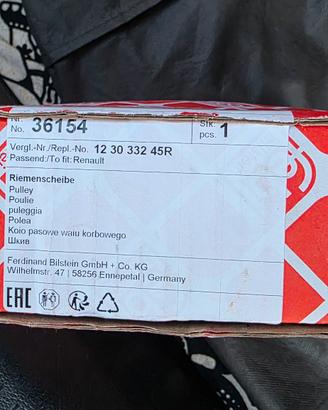 Nr.
No. 36154
Stk.
pcs. 1
Vergl.-Nr./Repl.-No. 12 30 332 45R
Passend:/To fit: Renault
Riemenscheibe
Pulley
Poulie
puleggia
Polea
Koło pasowe wału korbowego
Шкив
Ferdinand Bilstein GmbH + Co. KG
Wilhelmstr. 47 | 58256 Ennepetal | Germany
EAC